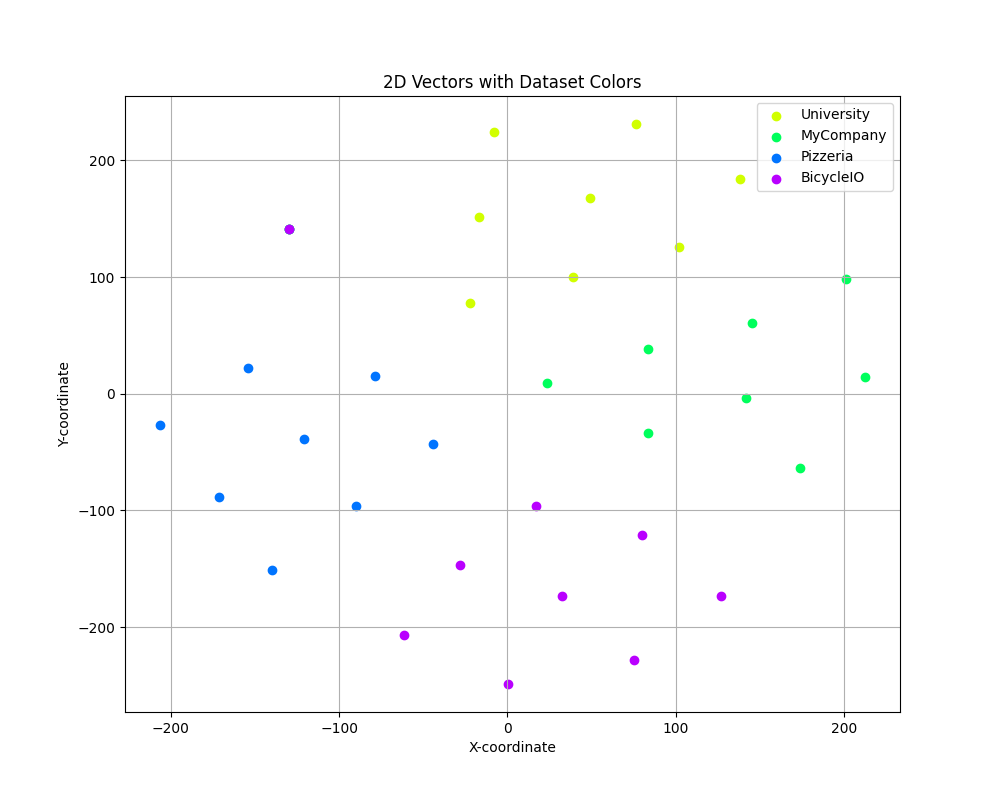 2D Vectors with Dataset Colors
University
MyCompany
Pizzeria
BicycleIO
200
100
0
−100
−200
Y-coordinate
−200
−100
0
100
200
X-coordinate